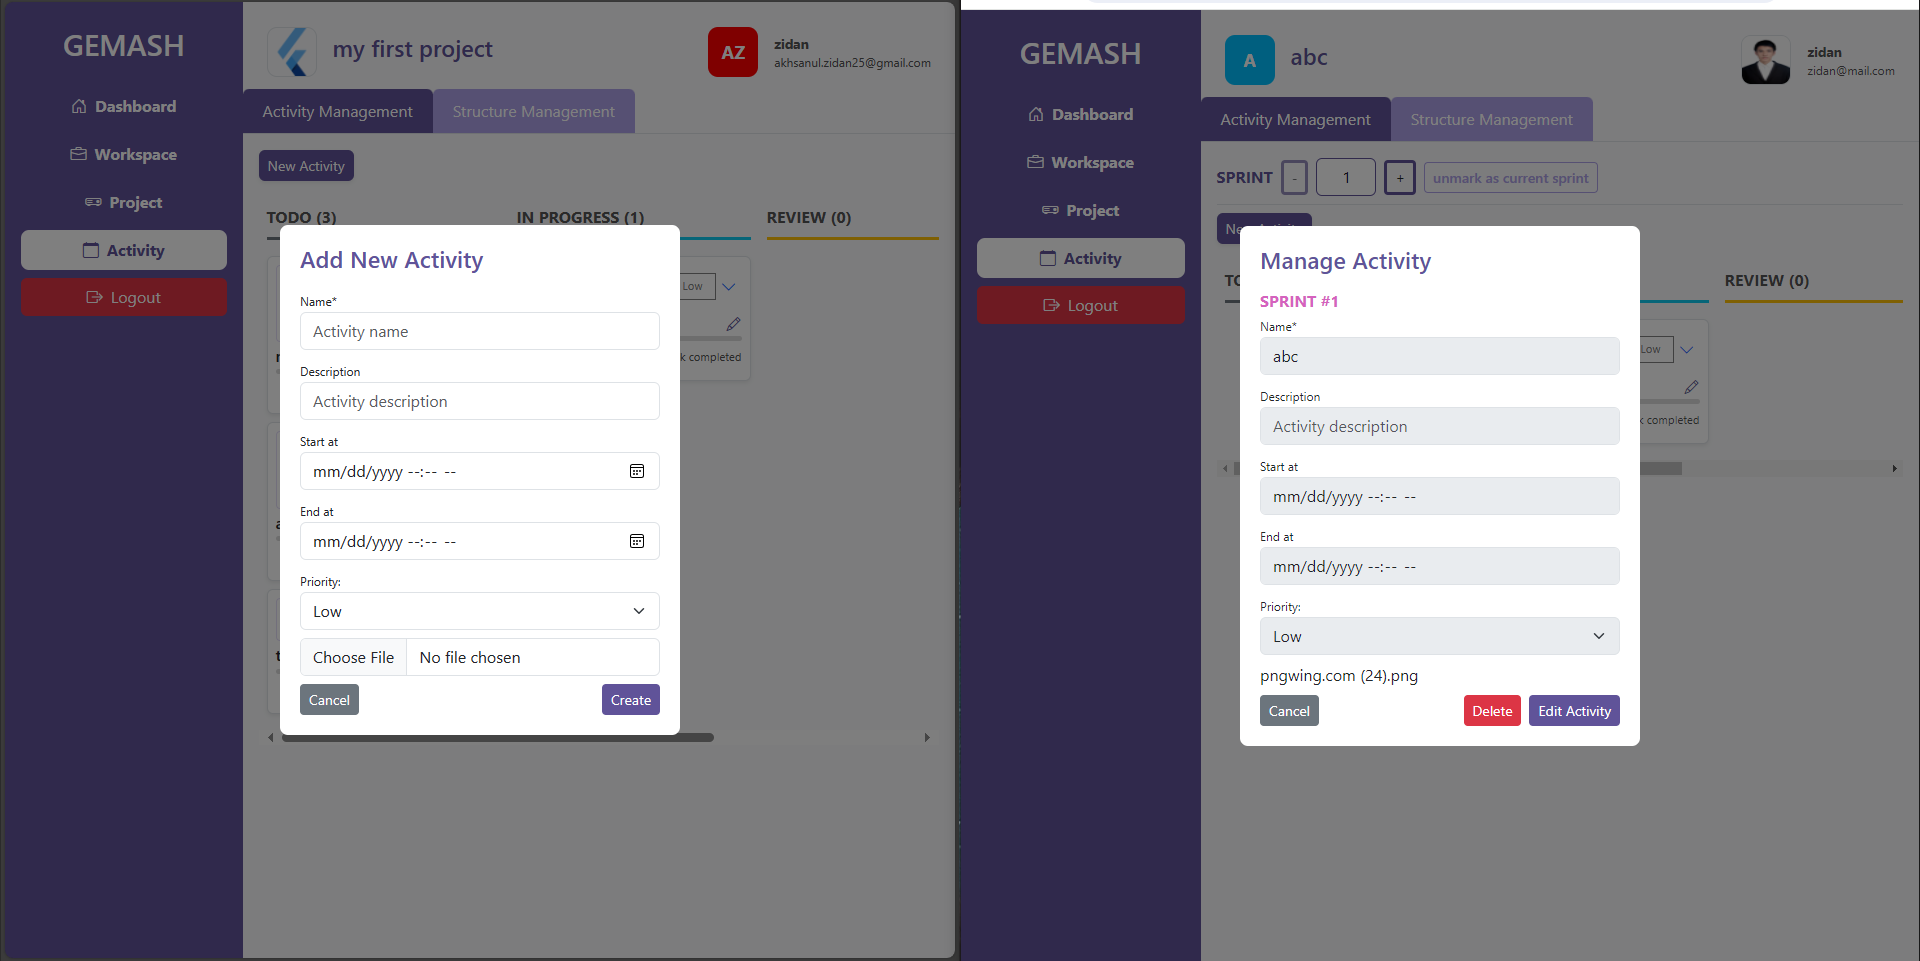 GEMASH
Dashboard
Workspace
Project
Activity
Logout
my first project
AZ
zidan
akhsanul.zidan25@gmail.com
Activity Management
Structure Management
New Activity
TODO (3)
IN PROGRESS (1)
REVIEW (0)
Low
k completed
Add New Activity
Name*
Activity name
Description
Activity description
Start at
mm/dd/yyyy --:-- --
End at
mm/dd/yyyy --:-- --
Priority:
Low
Choose File No file chosen
Cancel
Create
GEMASH
Dashboard
Workspace
Project
Activity
Logout
A
abc
zidan
zidan@mail.com
Activity Management
Structure Management
SPRINT - 1 + unmark as current sprint
REVIEW (0)
Low
k completed
Manage Activity
SPRINT #1
Name*
abc
Description
Activity description
Start at
mm/dd/yyyy --:-- --
End at
mm/dd/yyyy --:-- --
Priority:
Low
pngwing.com (24).png
Cancel
Delete
Edit Activity